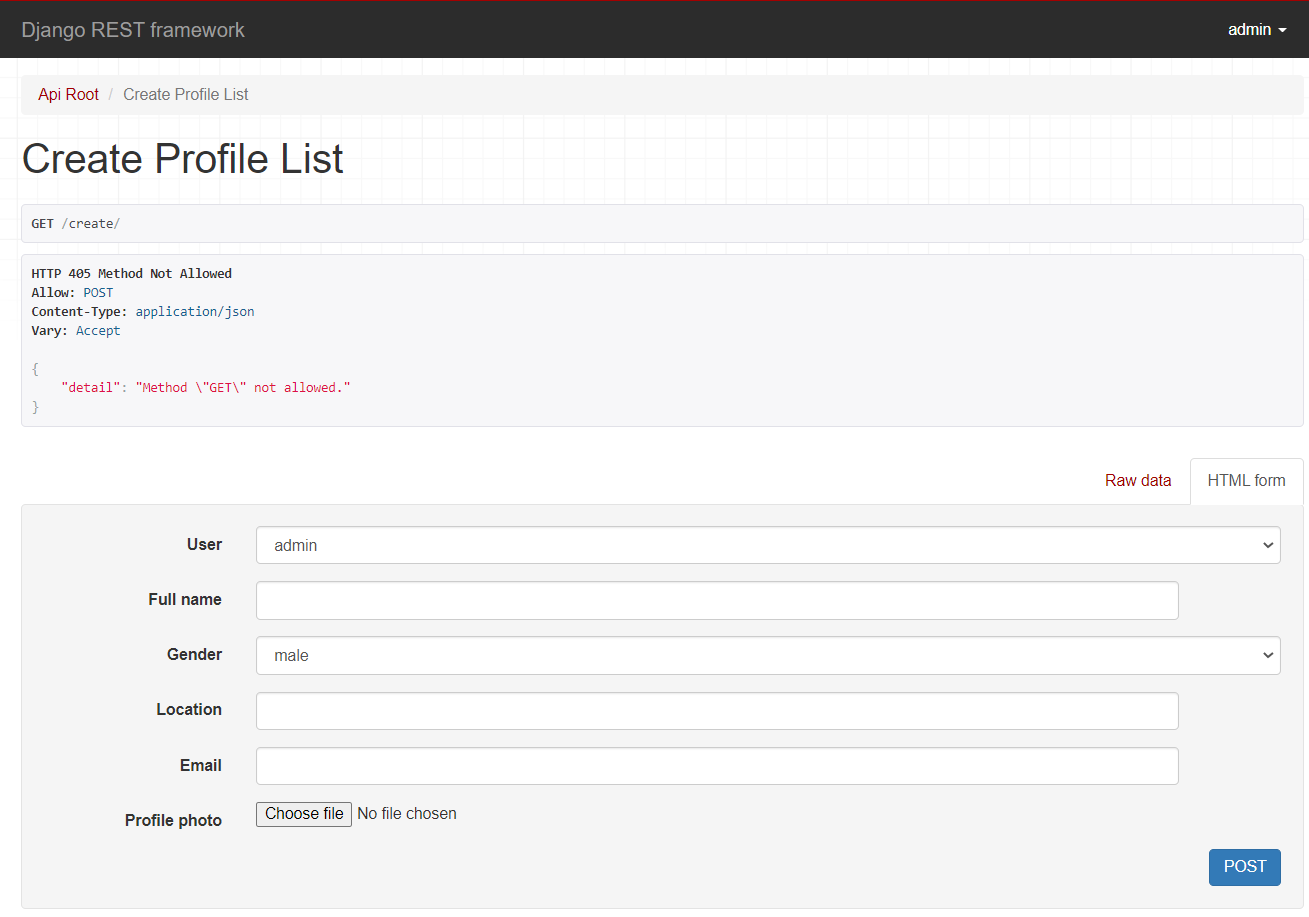 Django REST framework
admin
Api Root / Create Profile List
Create Profile List
GET /create/
HTTP 405 Method Not Allowed
Allow: POST
Content-Type: application/json
Vary: Accept
{
    "detail": "Method \"GET\" not allowed."
}
Raw data
HTML form
User
admin
Full name
Gender
male
Location
Email
Profile photo
Choose file No file chosen
POST